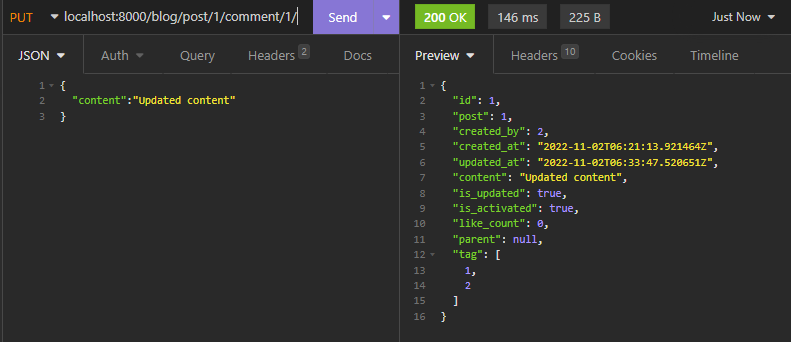 PUT localhost:8000/blog/post/1/comment/1/ Send 200 OK 146 ms 225 B Just Now
JSON Auth Query Headers 2 Docs Preview Headers 10 Cookies Timeline
1 {
2 "content":"Updated content"
3 }
1 {
2 "id": 1,
3 "post": 1,
4 "created_by": 2,
5 "created_at": "2022-11-02T06:21:13.921464Z",
6 "updated_at": "2022-11-02T06:33:47.520651Z",
7 "content": "Updated content",
8 "is_updated": true,
9 "is_activated": true,
10 "like_count": 0,
11 "parent": null,
12 "tag": [
13 1,
14 2
15 ]
16 }